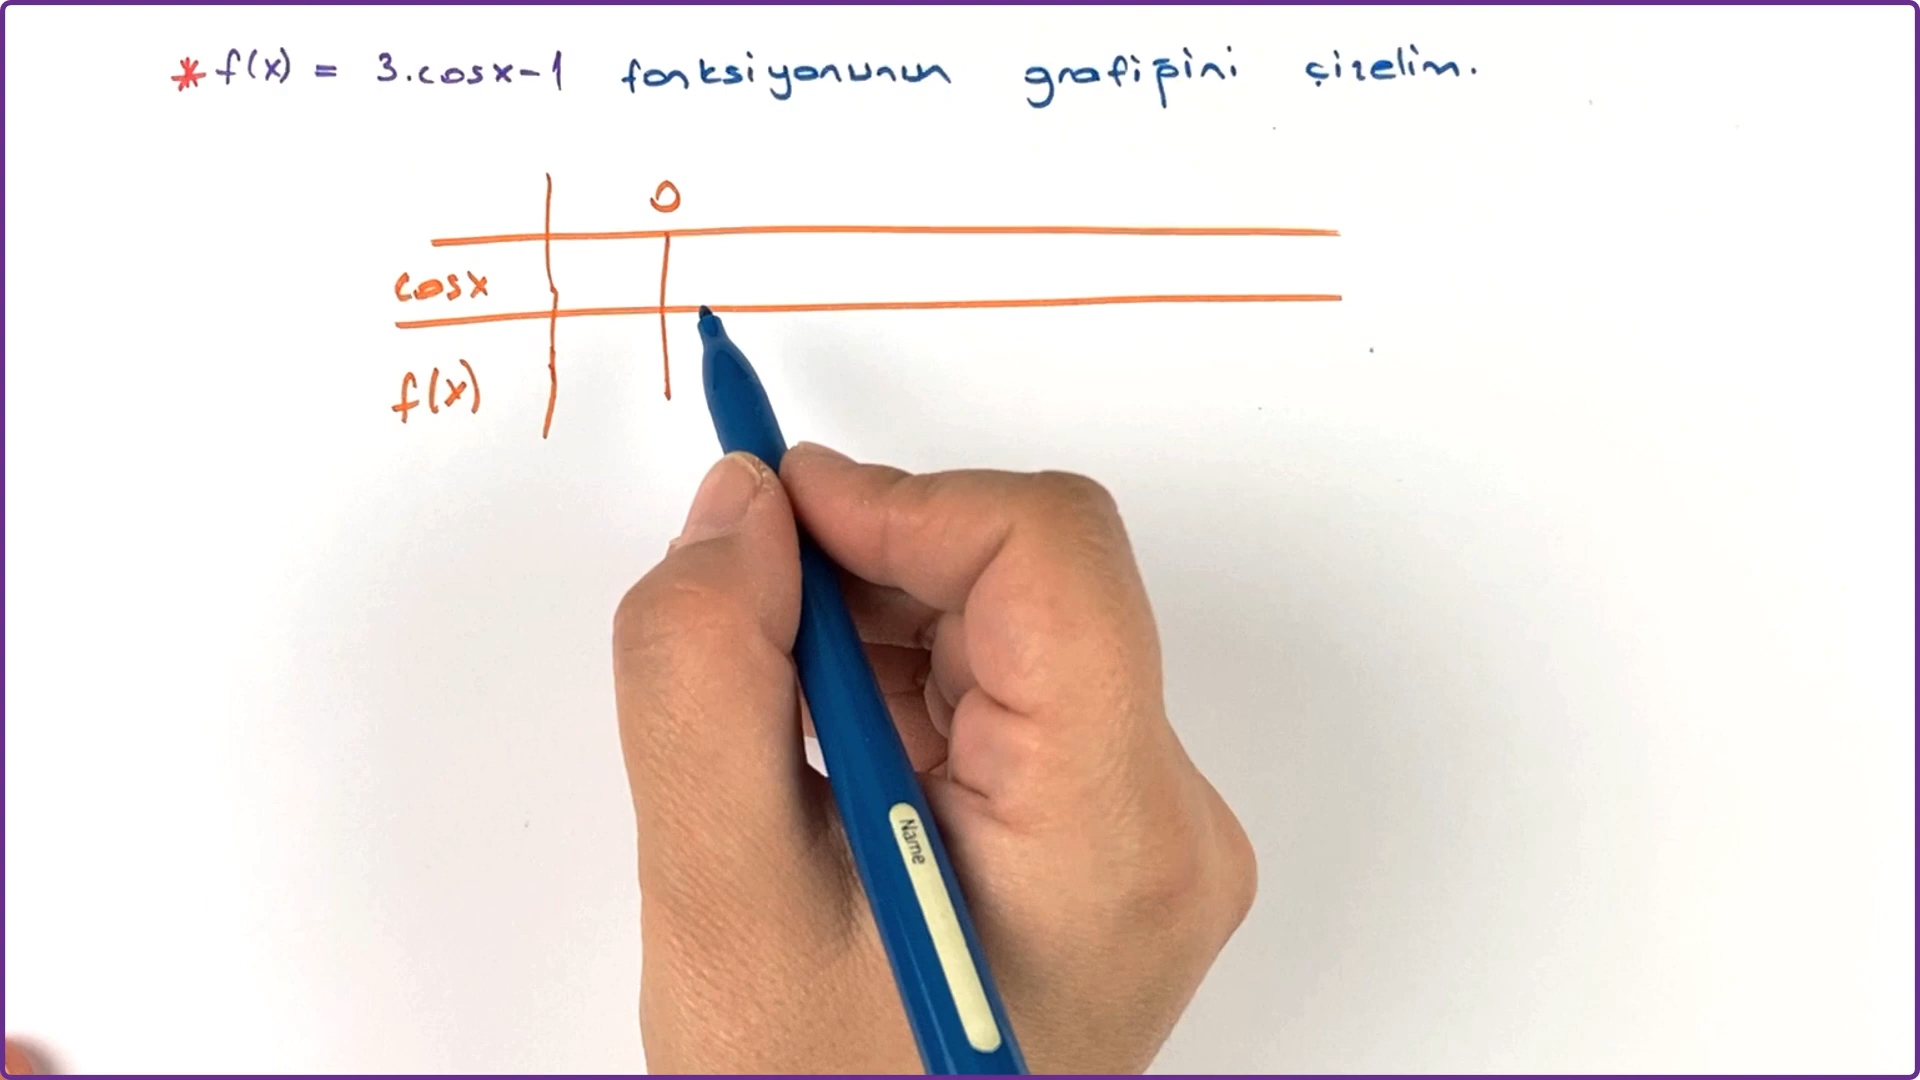 * f(x) = 3.cosx-1 fonksiyonunun grafiğini çizelim.
0
cosx
f(x)
Name